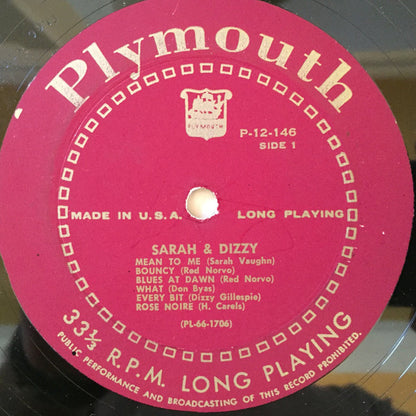 Plymouth
PLYMOUTH
P-12-146
SIDE 1
MADE IN U.S.A. LONG PLAYING
SARAH & DIZZY
MEAN TO ME (Sarah Vaughn)
BOUNCY (Red Norvo)
BLUES AT DAWN (Red Norvo)
WHAT (Don Byas)
EVERY BIT (Dizzy Gillespie)
ROSE NOIRE (H. Carels)
(PL-66-1706)
33⅓ R.P.M. LONG PLAYING
PUBLIC PERFORMANCE AND BROADCASTING OF THIS RECORD PROHIBITED.